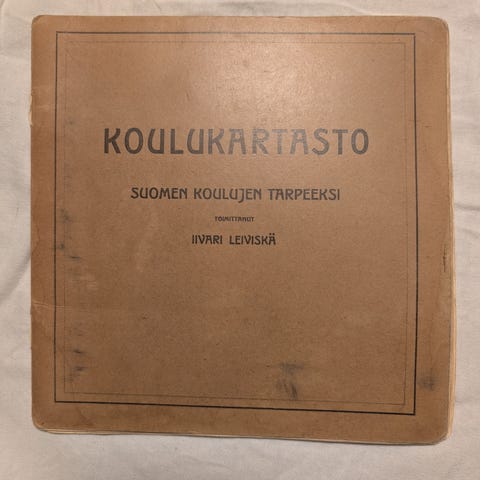 KOULUKARTASTO
SUOMEN KOULUJEN TARPEEKSI
TOIMITTANUT
IIVARI LEIVISKÄ